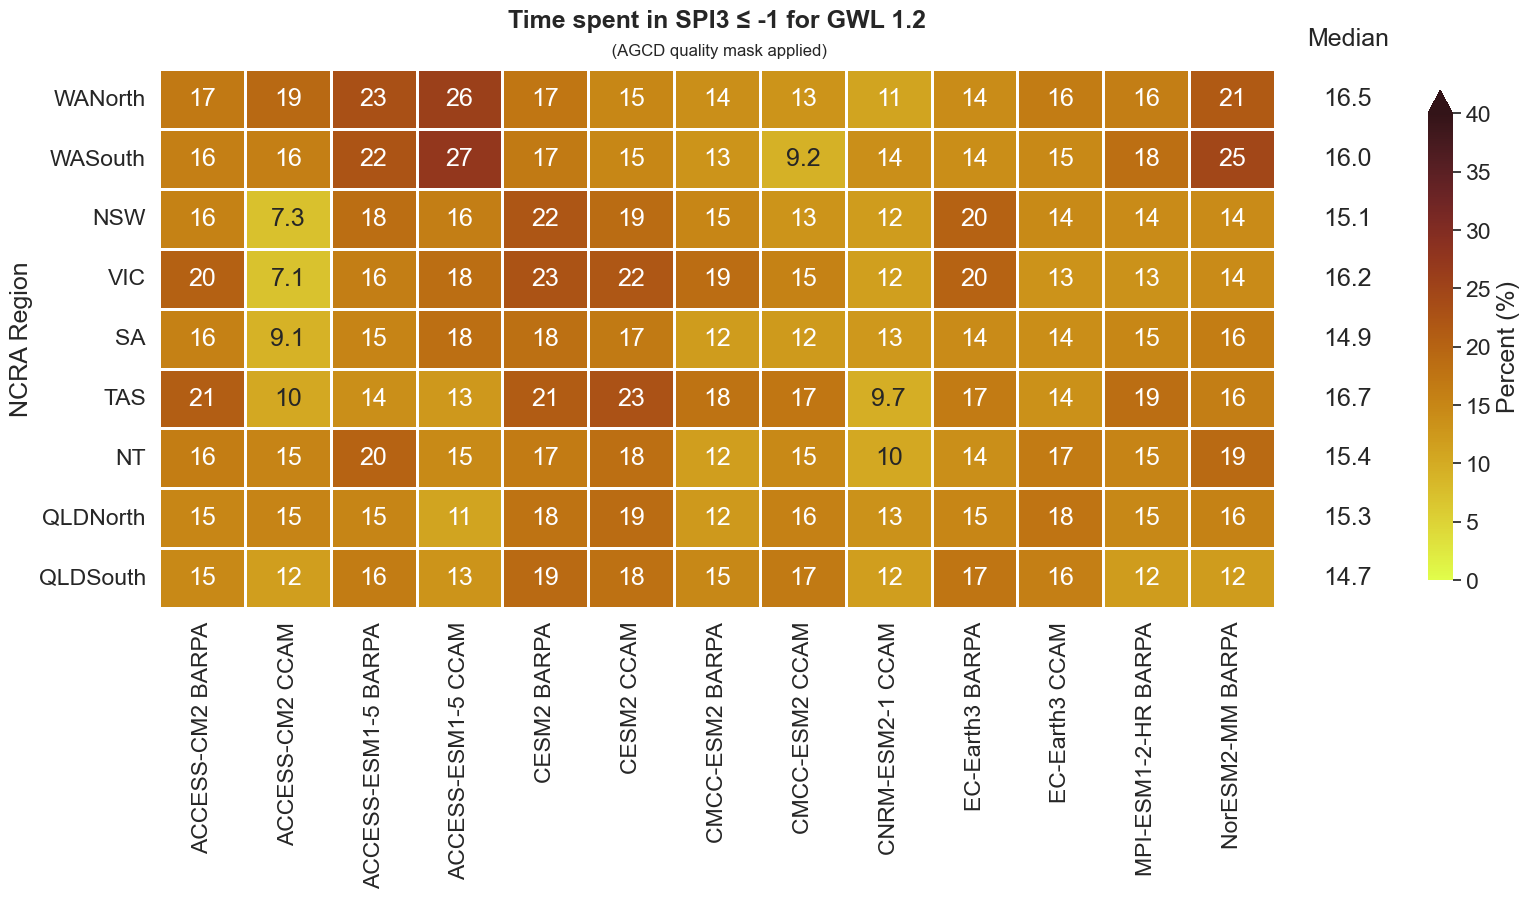 Time spent in SPI3 ≤ -1 for GWL 1.2
(AGCD quality mask applied)
Median
WANorth 17 19 23 26 17 15 14 13 11 14 16 16 21 16.5
WASouth 16 16 22 27 17 15 13 9.2 14 14 15 18 25 16.0
NSW 16 7.3 18 16 22 19 15 13 12 20 14 14 14 15.1
VIC 20 7.1 16 18 23 22 19 15 12 20 13 13 14 16.2
SA 16 9.1 15 18 18 17 12 12 13 14 14 15 16 14.9
TAS 21 10 14 13 21 23 18 17 9.7 17 14 19 16 16.7
NT 16 15 20 15 17 18 12 15 10 14 17 15 19 15.4
QLDNorth 15 15 15 11 18 19 12 16 13 15 18 15 16 15.3
QLDSouth 15 12 16 13 19 18 15 17 12 17 16 12 12 14.7
NCRA Region
ACCESS-CM2 BARPA
ACCESS-CM2 CCAM
ACCESS-ESM1-5 BARPA
ACCESS-ESM1-5 CCAM
CESM2 BARPA
CESM2 CCAM
CMCC-ESM2 BARPA
CMCC-ESM2 CCAM
CNRM-ESM2-1 CCAM
EC-Earth3 BARPA
EC-Earth3 CCAM
MPI-ESM1-2-HR BARPA
NorESM2-MM BARPA
40
35
30
25
20
15
10
5
0
Percent (%)